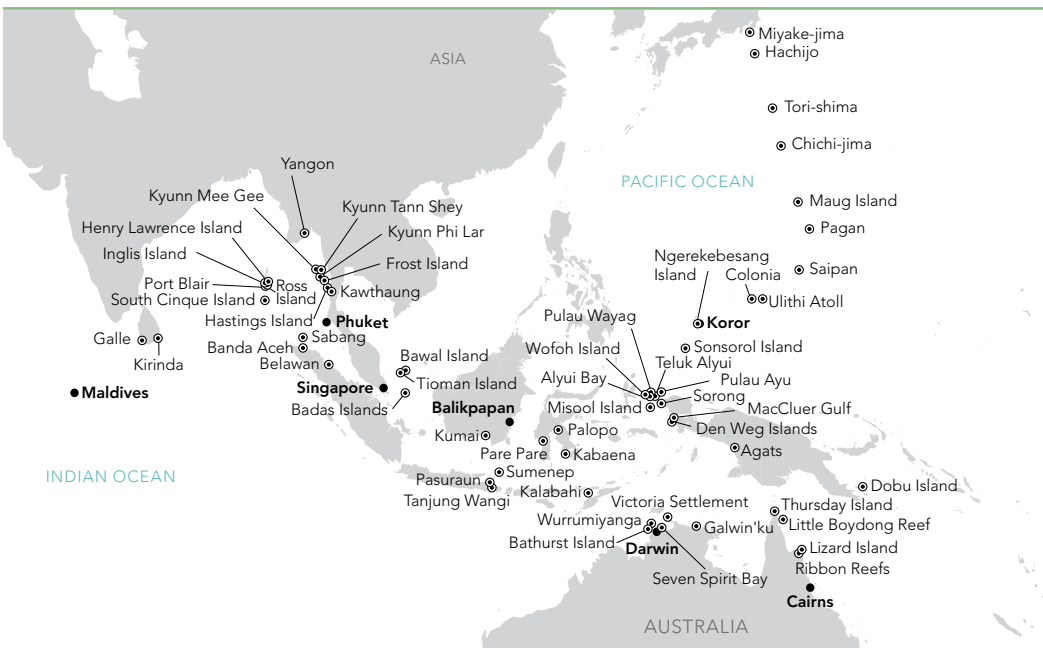 Miyake-jima
ASIA
Hachijo
Tori-shima
Chichi-jima
Yangon
PACIFIC OCEAN
Kyunn Mee Gee
Kyunn Tann Shey
Maug Island
Henry Lawrence Island
Kyunn Phi Lar
Pagan
Inglis Island
Ngerekebesang
Island
Frost Island
Saipan
Colonia
Port Blair
Ross
Island
Kawthaung
South Cinque Island
Ulithi Atoll
Hastings Island
Phuket
Pulau Wayag
Koror
Galle
Sabang
Banda Aceh
Wofoh Island
Sonsorol Island
Kirinda
Belawan
Bawal Island
Teluk Alyui
Alyui Bay
Pulau Ayu
Maldives
Singapore
Tioman Island
Sorong
Badas Islands
Balikpapan
Misool Island
MacCluer Gulf
Kumai
Palopo
Den Weg Islands
Pare Pare
Kabaena
Agats
INDIAN OCEAN
Sumenep
Pasuraun
Dobu Island
Tanjung Wangi
Kalabahi
Victoria Settlement
Thursday Island
Wurrumiyanga
Galwin'ku
Little Boydong Reef
Bathurst Island
Darwin
Lizard Island
Ribbon Reefs
Seven Spirit Bay
Cairns
AUSTRALIA